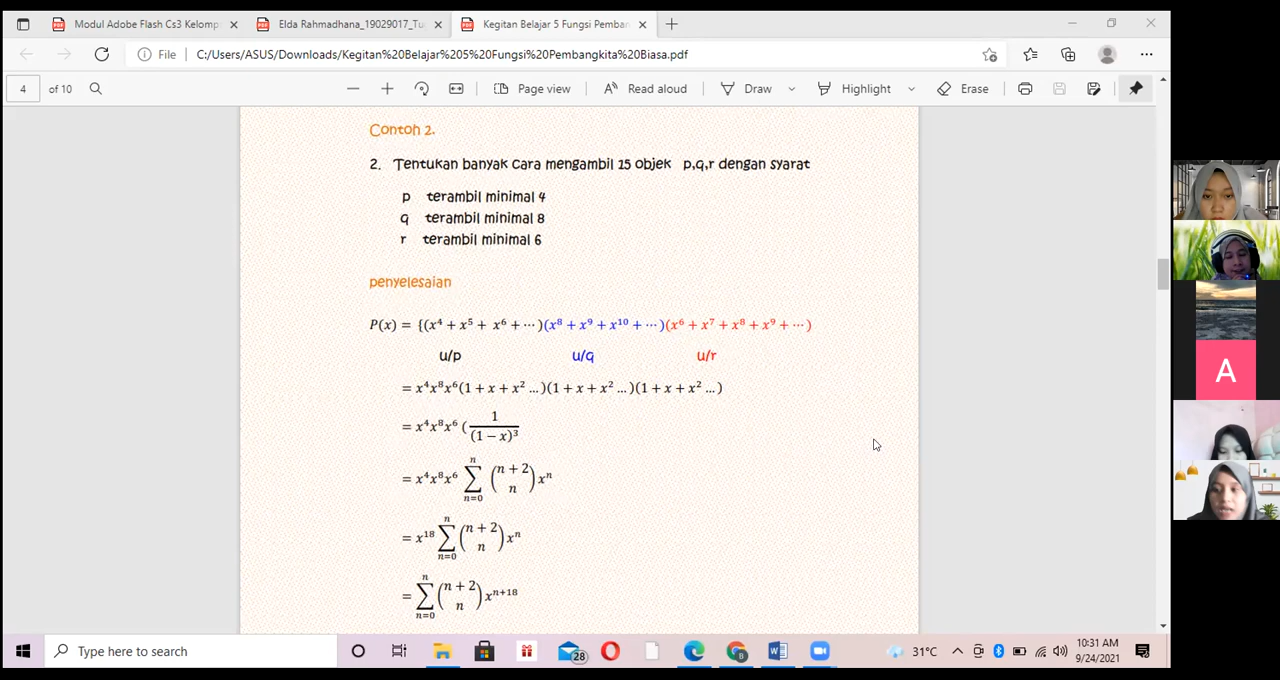 Modul Adobe Flash Cs3 Kelomp
Elda Rahmadhana_19029017_Tu
Kegitan Belajar 5 Fungsi Pemban
File
C:/Users/ASUS/Downloads/Kegitan%20Belajar%205%20Fungsi%20Pembangkita%20Biasa.pdf
4 of 10
Page view
Read aloud
Draw
Highlight
Erase
Contoh 2.
2. Tentukan banyak cara mengambil 15 objek p,q,r dengan syarat
p terambil minimal 4
q terambil minimal 8
r terambil minimal 6
penyelesaian
P(x) = {(x⁴ + x⁵ + x⁶ + ⋯)(x⁸ + x⁹ + x¹⁰ + ⋯)(x⁶ + x⁷ + x⁸ + x⁹ + ⋯)
u/p u/q u/r
= x⁴x⁸x⁶(1 + x + x² …)(1 + x + x² …)(1 + x + x² …)
= x⁴x⁸x⁶ (1/(1 − x)³
= x⁴x⁸x⁶ ∑ₙ₌₀ⁿ (n + 2 n) xⁿ
= x¹⁸ ∑ₙ₌₀ⁿ (n + 2 n) xⁿ
= ∑ₙ₌₀ⁿ (n + 2 n) xⁿ⁺¹⁸
A
Type here to search
28
31°C
10:31 AM
9/24/2021